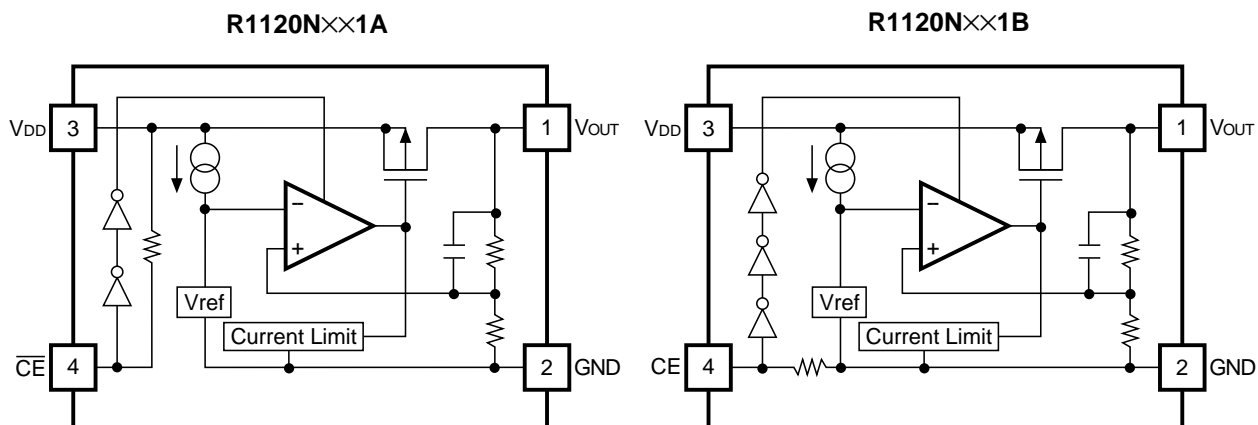 R1120N××1A
3
VDD
1
VOUT
−
+
Vref
Current Limit
4
C̅E̅
2
GND
R1120N××1B
3
VDD
1
VOUT
−
+
Vref
Current Limit
4
CE
2
GND